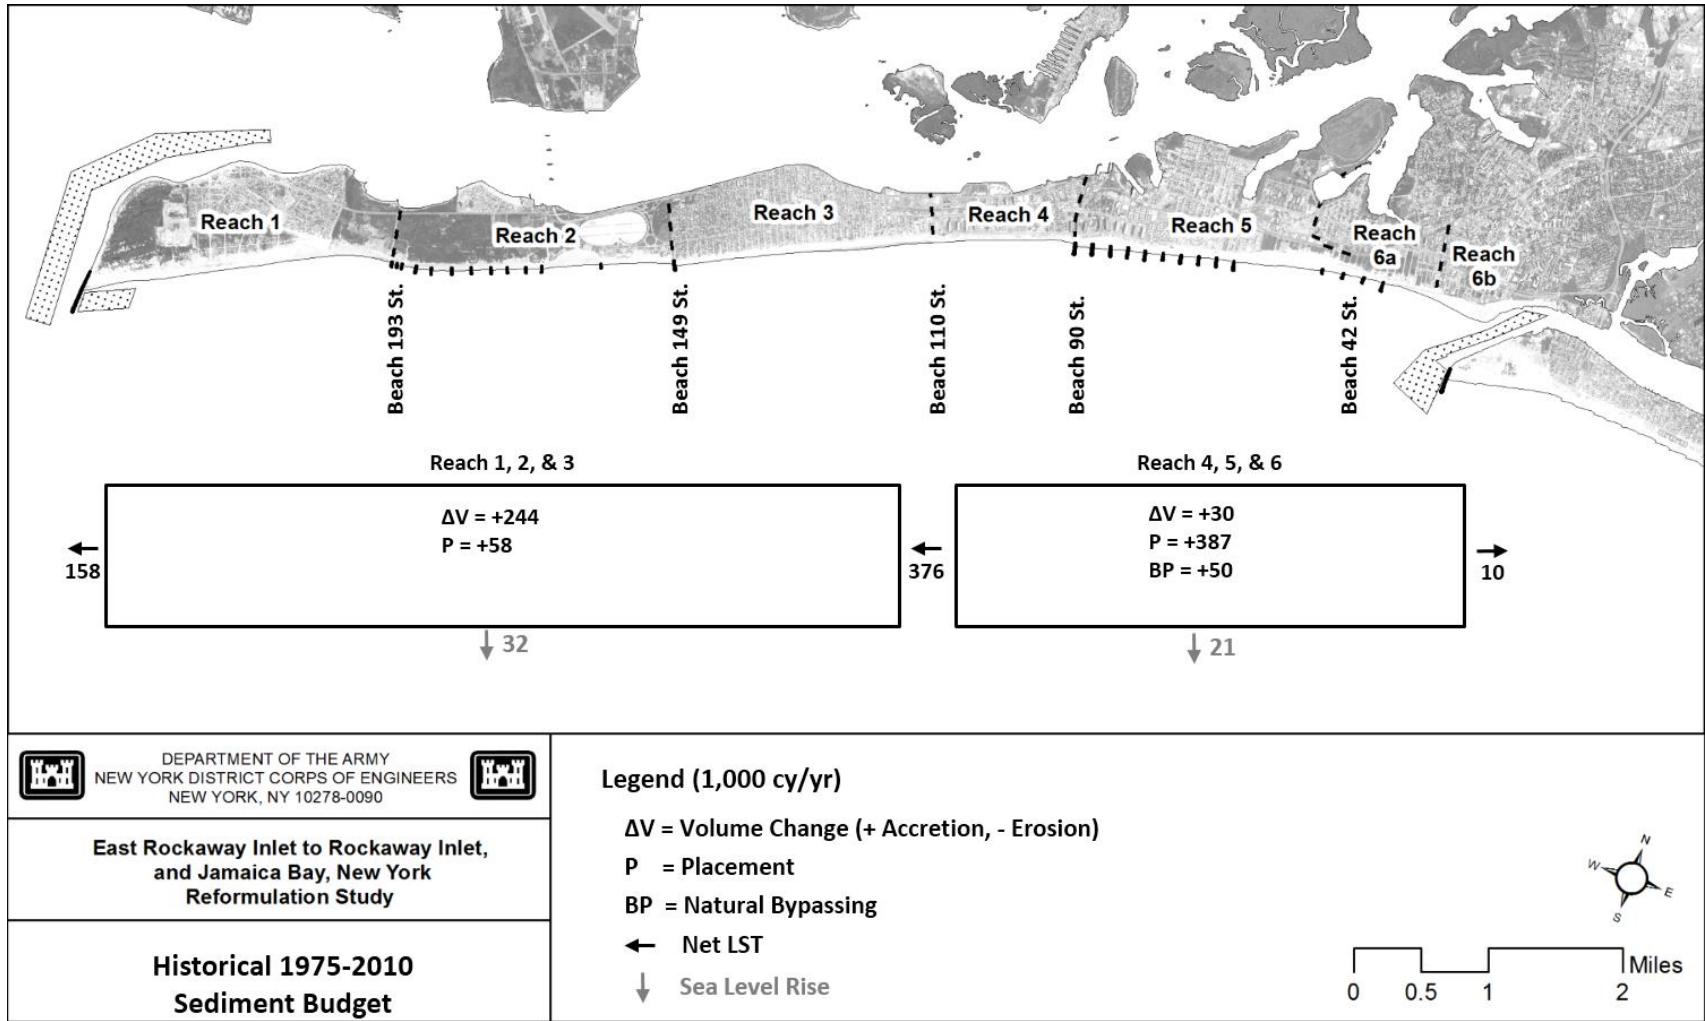 Reach 1
Reach 2
Reach 3
Reach 4
Reach 5
Reach
6a
Reach
6b
Beach 193 St.
Beach 149 St.
Beach 110 St.
Beach 90 St.
Beach 42 St.
Reach 1, 2, & 3
ΔV = +244
P = +58
158
376
32
Reach 4, 5, & 6
ΔV = +30
P = +387
BP = +50
10
21
DEPARTMENT OF THE ARMY
NEW YORK DISTRICT CORPS OF ENGINEERS
NEW YORK, NY 10278-0090
East Rockaway Inlet to Rockaway Inlet,
and Jamaica Bay, New York
Reformulation Study
Historical 1975-2010
Sediment Budget
Legend (1,000 cy/yr)
ΔV = Volume Change (+ Accretion, - Erosion)
P = Placement
BP = Natural Bypassing
Net LST
Sea Level Rise
N
W
E
S
Miles
0 0.5 1 2